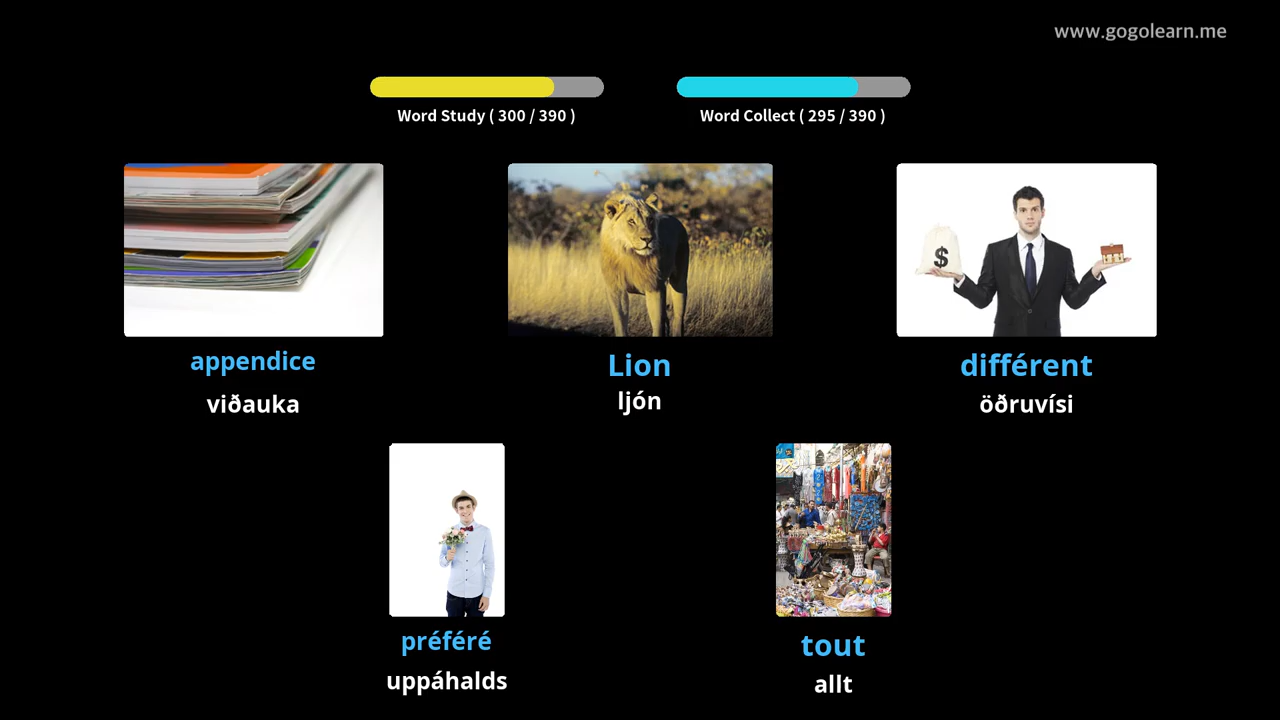 www.gogolearn.me
Word Study ( 300 / 390 )
Word Collect ( 295 / 390 )
$
appendice
viðauka
Lion
ljón
différent
öðruvísi
préféré
uppáhalds
tout
allt